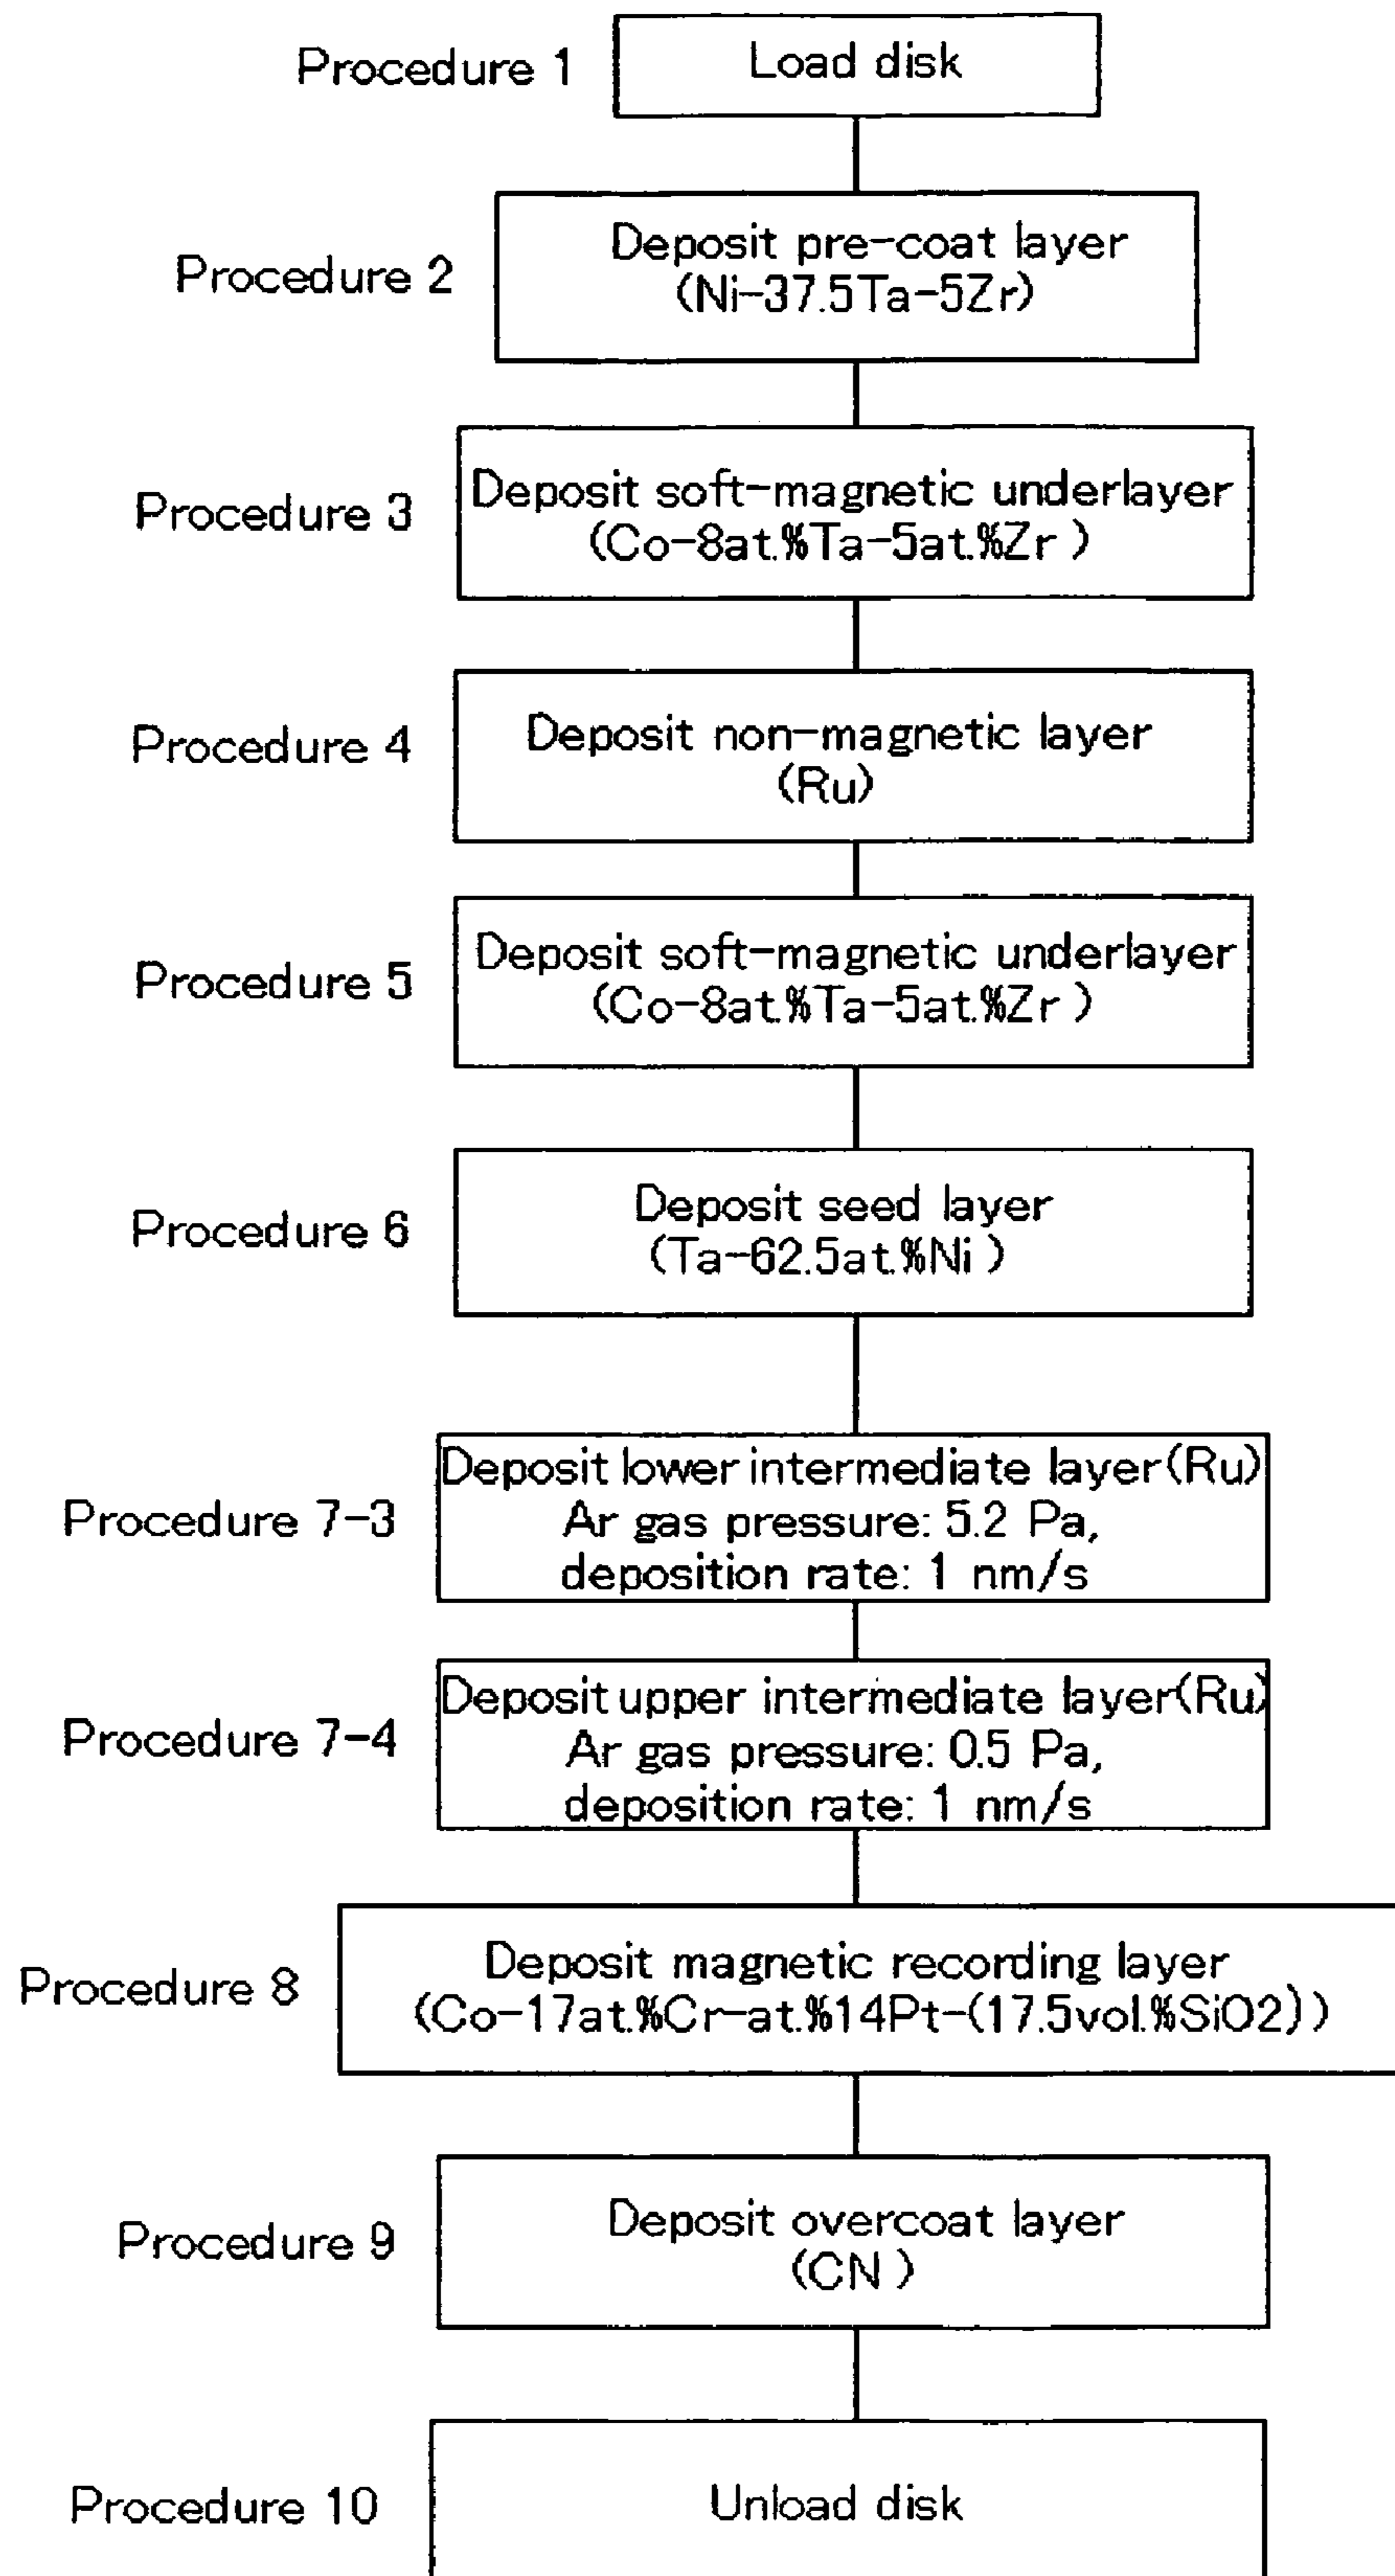 Procedure 1
Load disk
Procedure 2
Deposit pre-coat layer
(Ni-37.5Ta-5Zr)
Procedure 3
Deposit soft-magnetic underlayer
(Co-8at.%Ta-5at.%Zr )
Procedure 4
Deposit non-magnetic layer
(Ru)
Procedure 5
Deposit soft-magnetic underlayer
(Co-8at.%Ta-5at.%Zr )
Procedure 6
Deposit seed layer
(Ta-62.5at.%Ni )
Procedure 7-3
Deposit lower intermediate layer(Ru)
Ar gas pressure: 5.2 Pa,
deposition rate: 1 nm/s
Procedure 7-4
Deposit upper intermediate layer(Ru)
Ar gas pressure: 0.5 Pa,
deposition rate: 1 nm/s
Procedure 8
Deposit magnetic recording layer
(Co-17at.%Cr-at.%14Pt-(17.5vol.%SiO2))
Procedure 9
Deposit overcoat layer
(CN )
Procedure 10
Unload disk